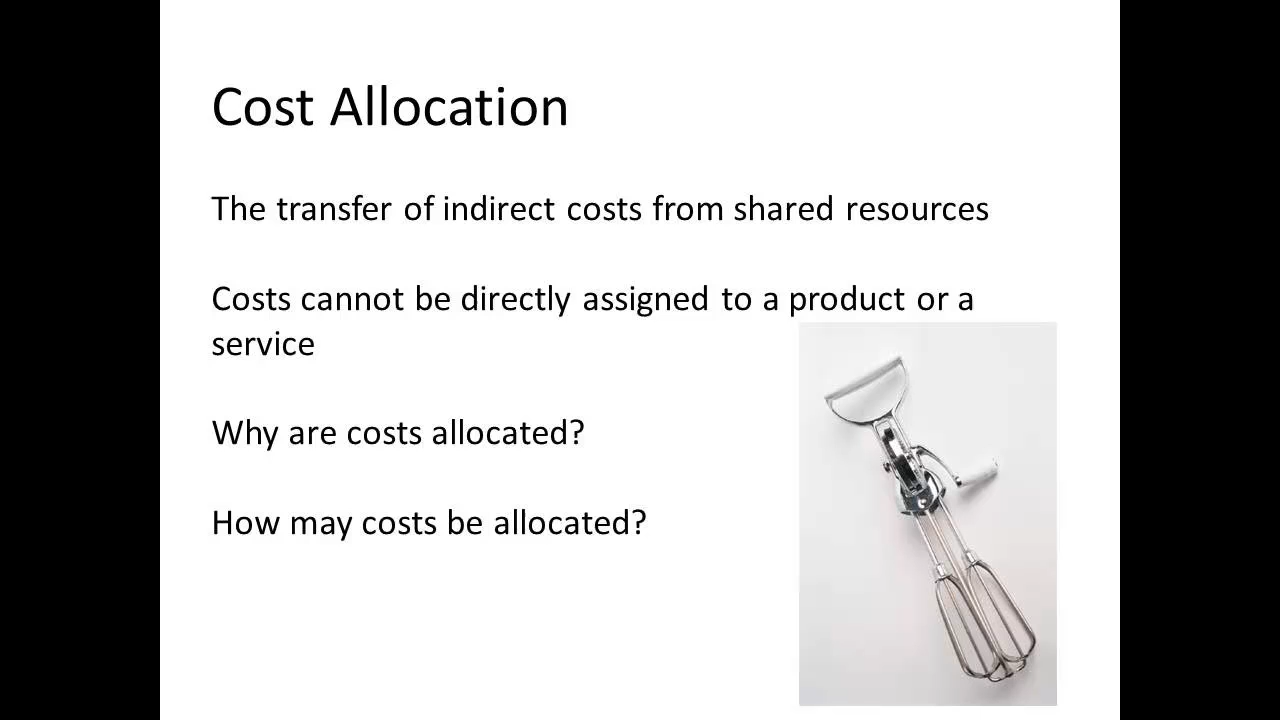 Cost Allocation
The transfer of indirect costs from shared resources
Costs cannot be directly assigned to a product or a
service
Why are costs allocated?
How may costs be allocated?